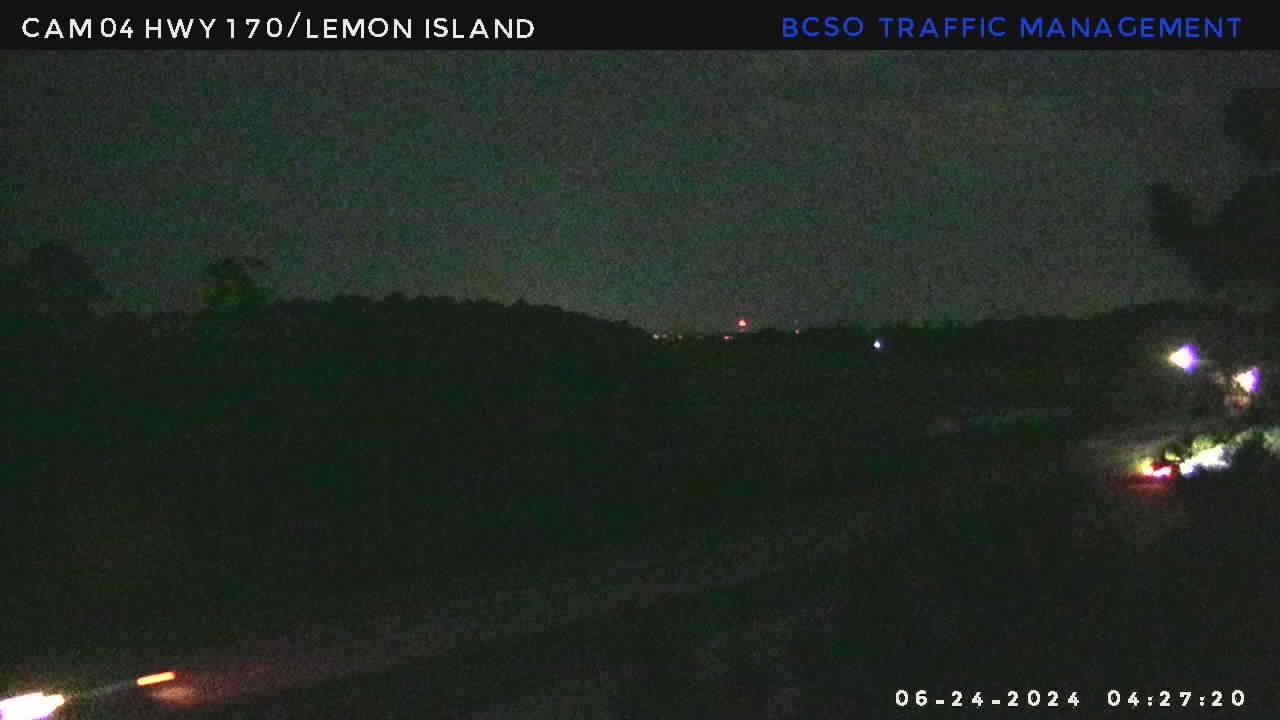 CAM04 HWY 170/LEMON ISLAND
BCSO TRAFFIC MANAGEMENT
06-24-2024 04:27:20